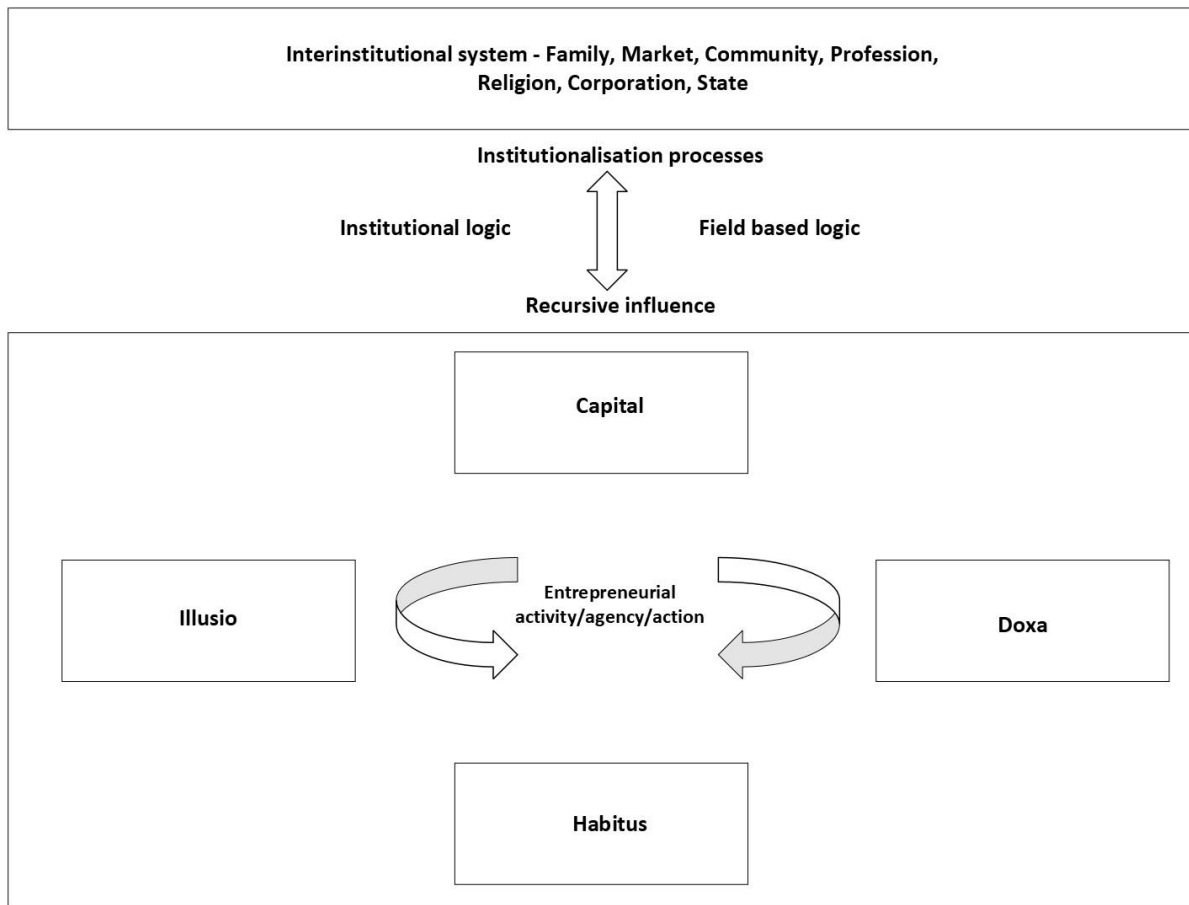 Interinstitutional system - Family, Market, Community, Profession,
Religion, Corporation, State
Institutionalisation processes
Institutional logic
Field based logic
Recursive influence
Capital
Illusio
Entrepreneurial
activity/agency/action
Doxa
Habitus